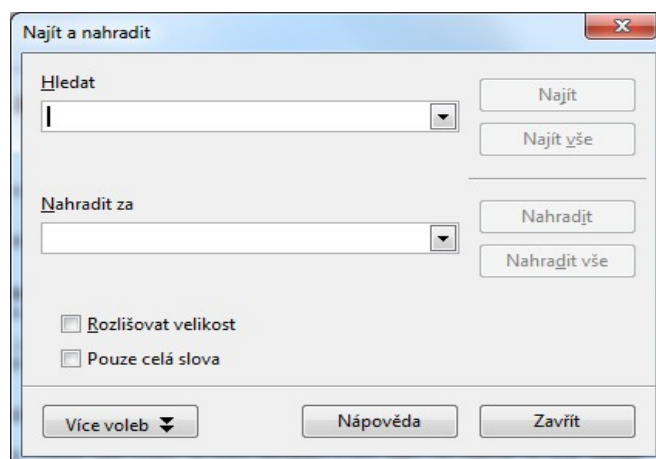 Najít a nahradit
Hledat
Najít
Najít vše
Nahradit za
Nahradit
Nahradit vše
Rozlišovat velikost
Pouze celá slova
Více voleb
Nápověda
Zavřít